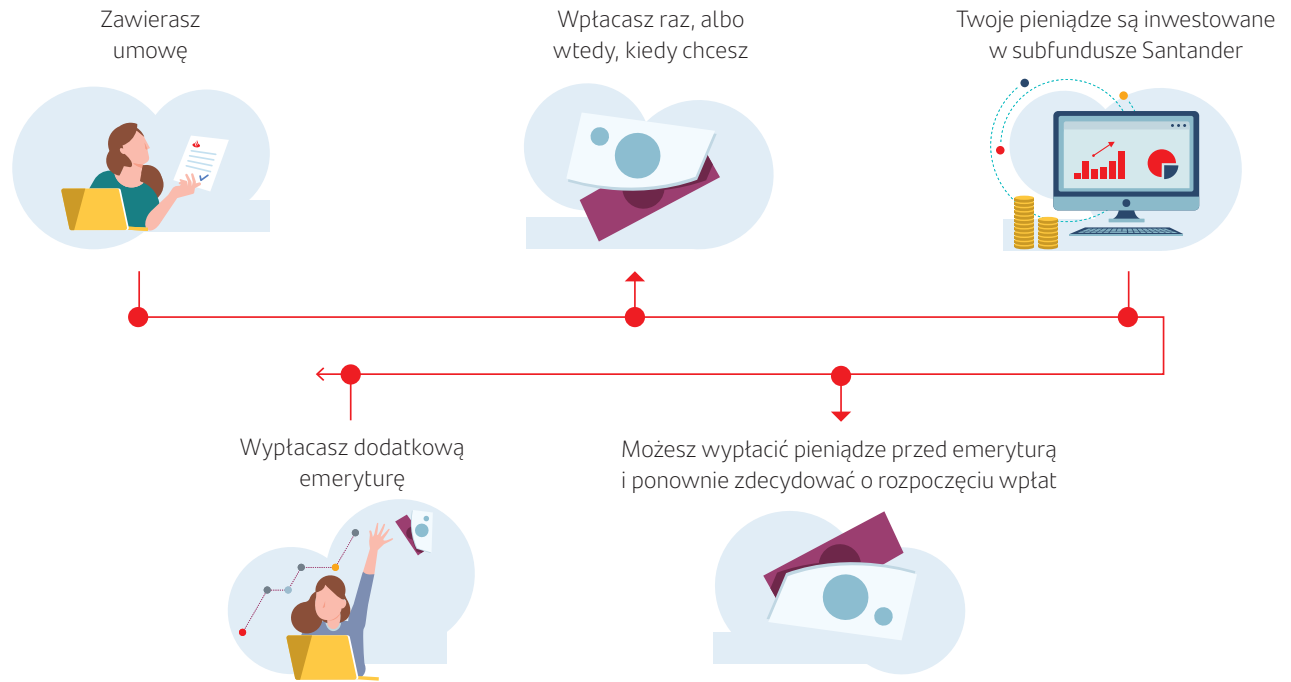 Zawierasz
umowę
Wpłacasz raz, albo
wtedy, kiedy chcesz
Twoje pieniądze są inwestowane
w subfundusze Santander
Wypłacasz dodatkową
emeryturę
Możesz wypłacić pieniądze przed emeryturą
i ponownie zdecydować o rozpoczęciu wpłat